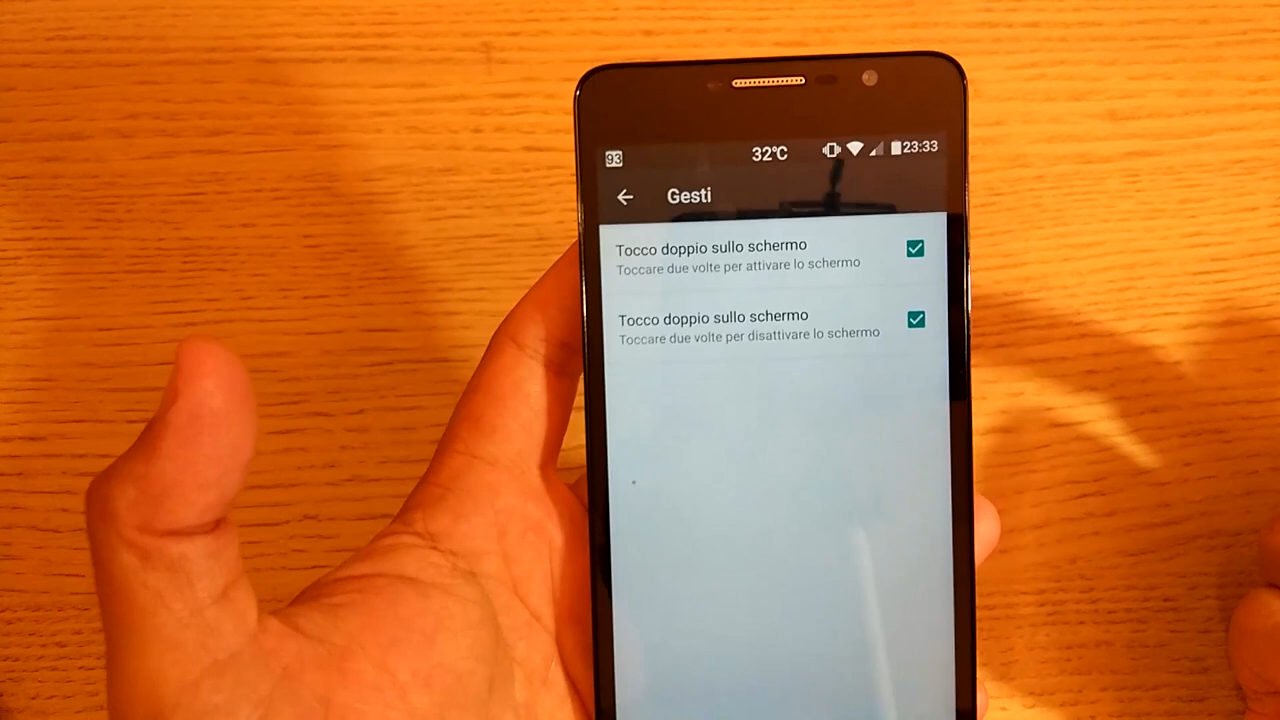 93 32℃ 23:33
Gesti
Tocco doppio sullo schermo
Toccare due volte per attivare lo schermo
Tocco doppio sullo schermo
Toccare due volte per disattivare lo schermo